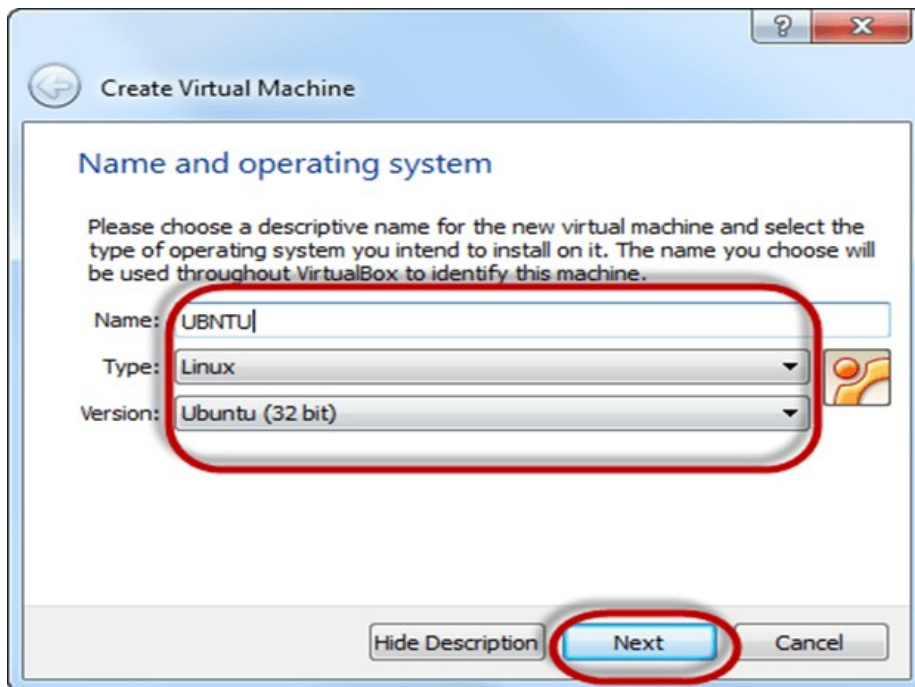 Create Virtual Machine
Name and operating system
Please choose a descriptive name for the new virtual machine and select the
type of operating system you intend to install on it. The name you choose will
be used throughout VirtualBox to identify this machine.
Name: UBNTU
Type: Linux
Version: Ubuntu (32 bit)
Hide Description Next Cancel